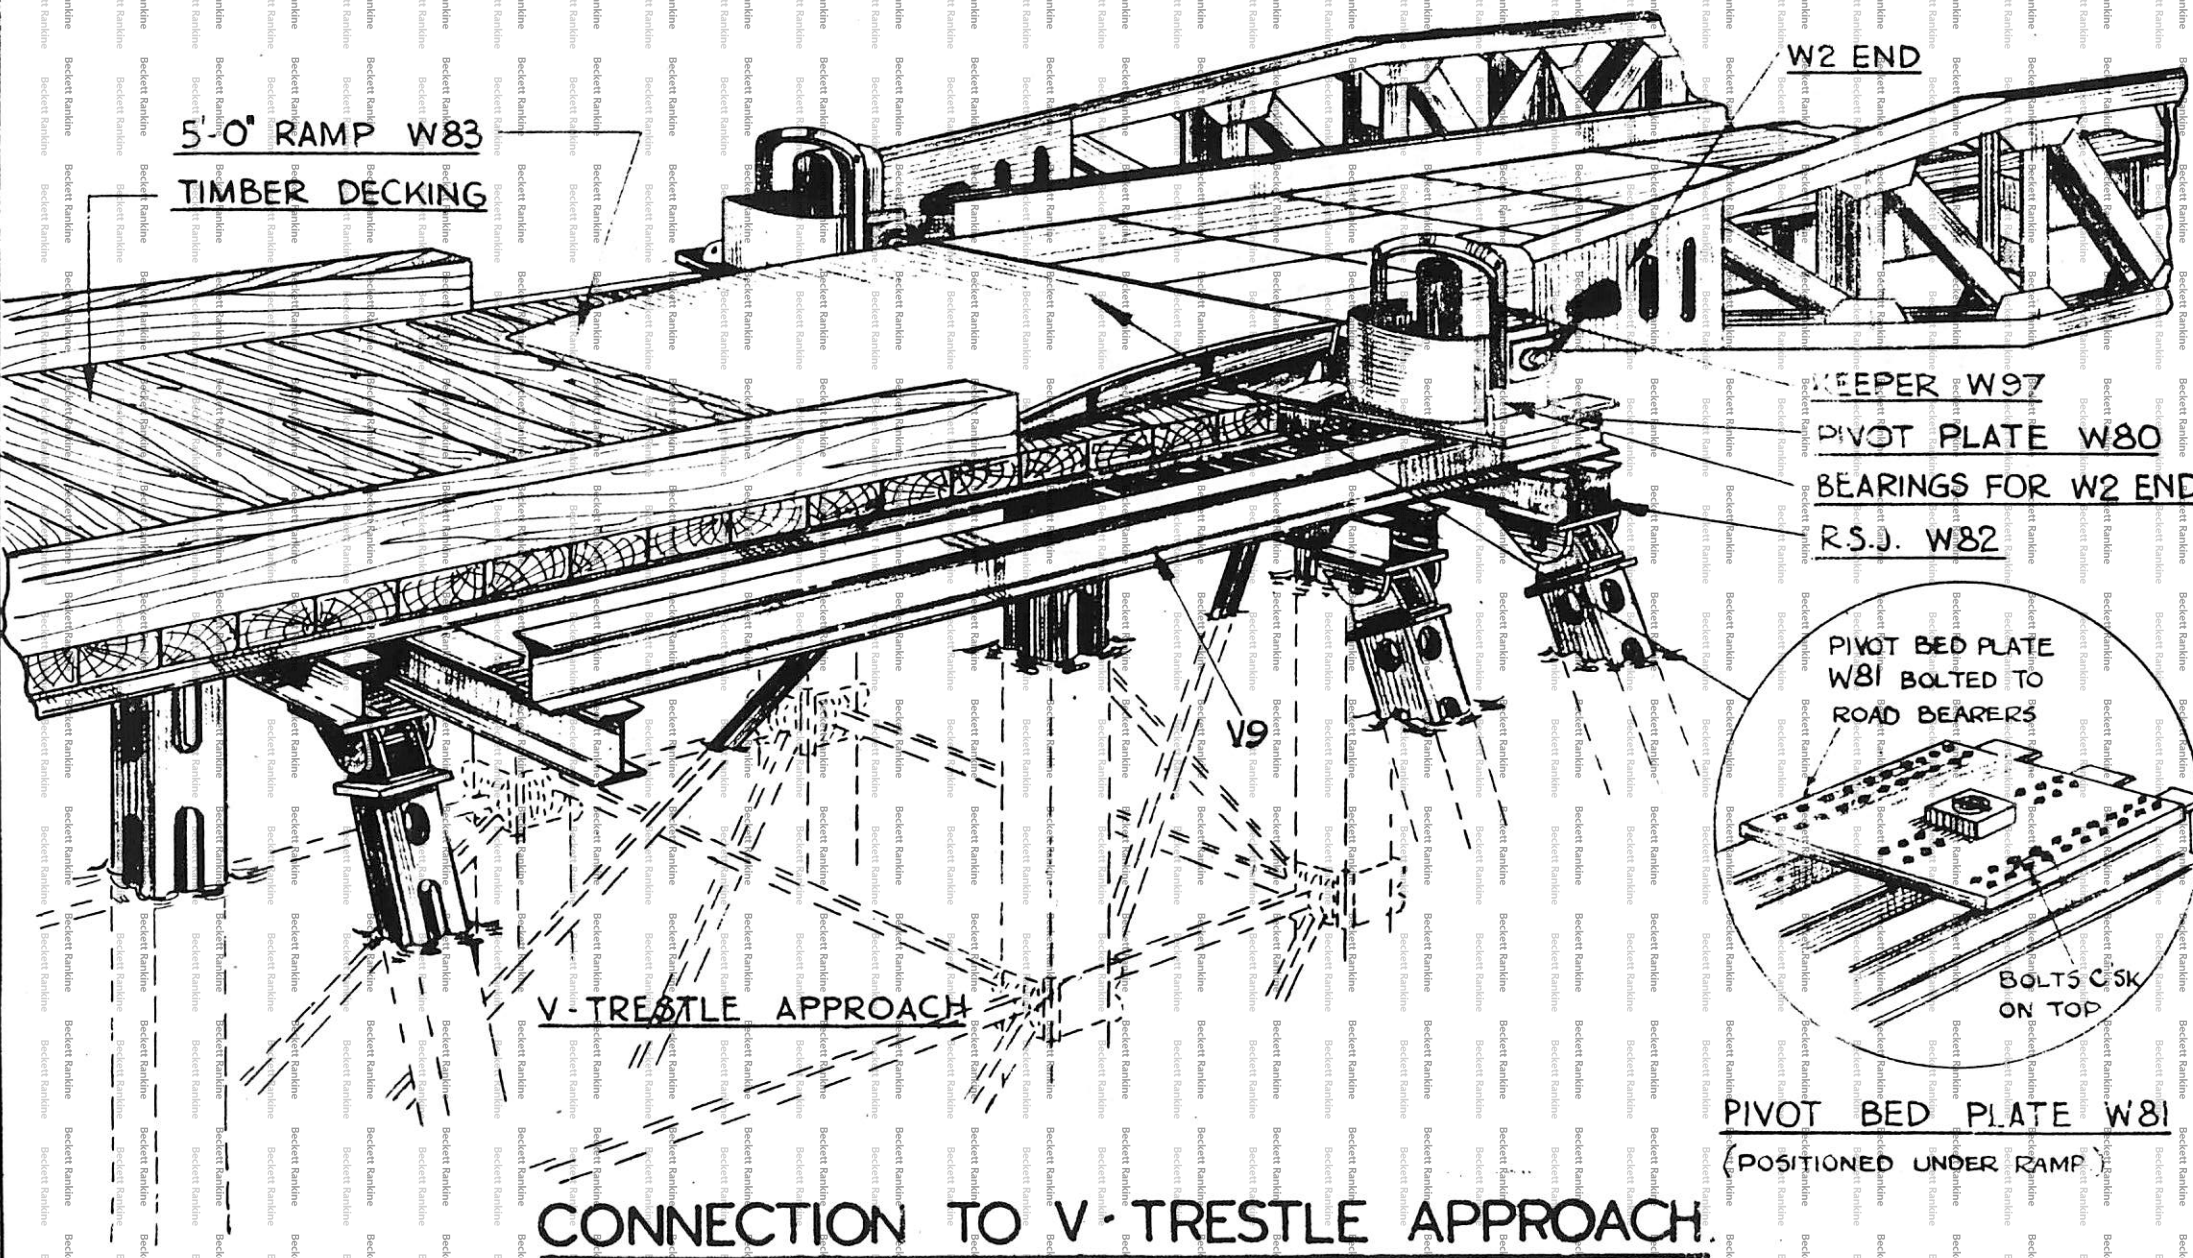 W2 END
5'-0" RAMP W83
TIMBER DECKING
KEEPER W97
PIVOT PLATE W80
BEARINGS FOR W2 END
R.S.J. W82
PIVOT BED PLATE
W81 BOLTED TO
ROAD BEARERS
V9
BOLTS C'SK
ON TOP
V-TRESTLE APPROACH
PIVOT BED PLATE W81
(POSITIONED UNDER RAMP)
CONNECTION TO V·TRESTLE APPROACH.
Beckett Rankine